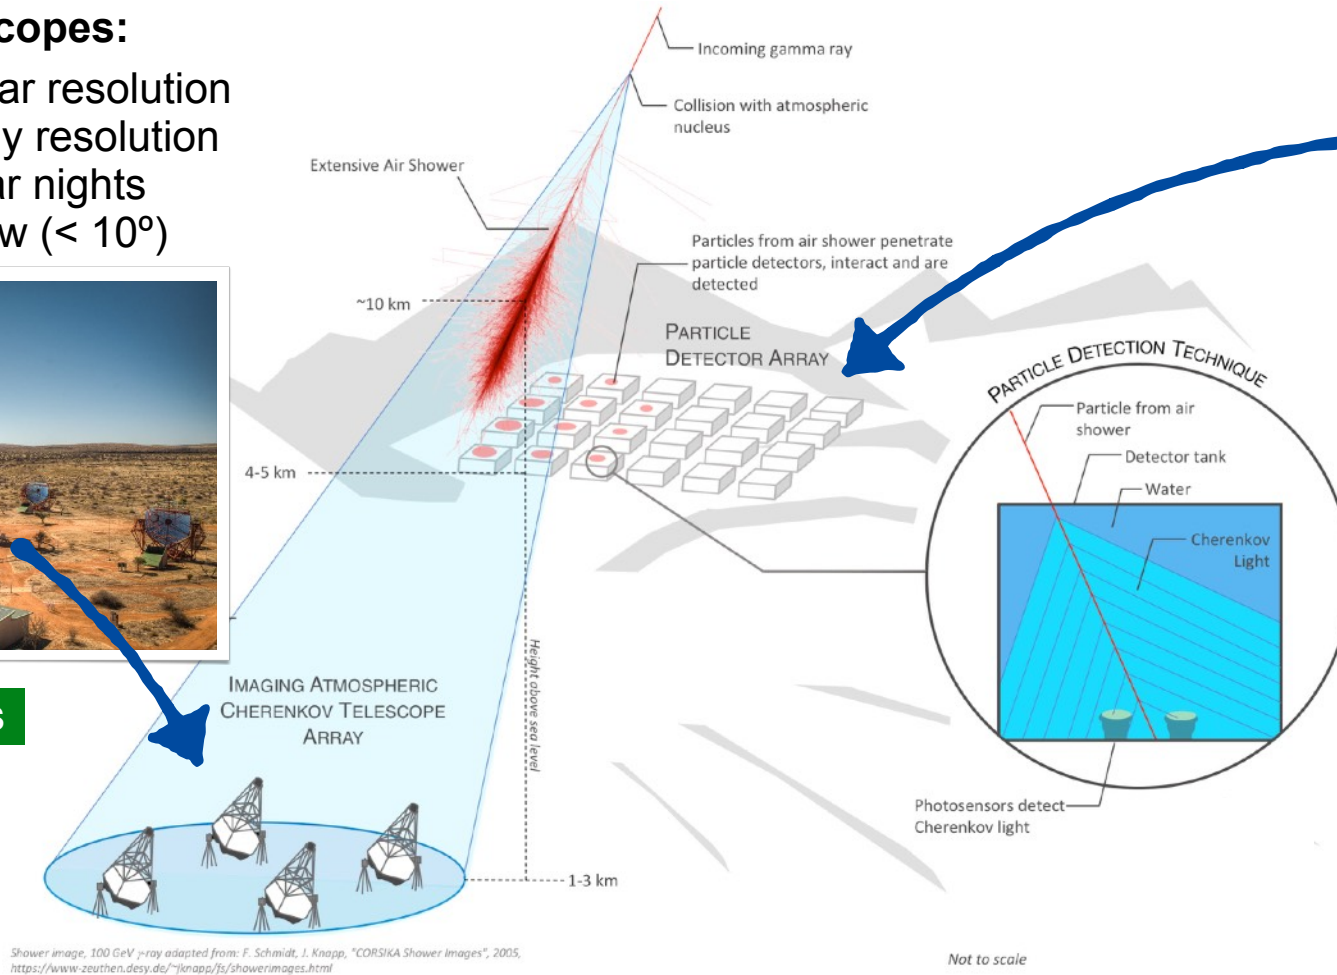 copes:
ar resolution
y resolution
ar nights
w (< 10º)
Incoming gamma ray
Collision with atmospheric
nucleus
Extensive Air Shower
Particles from air shower penetrate
particle detectors, interact and are
detected
~10 km
PARTICLE
DETECTOR ARRAY
PARTICLE DETECTION TECHNIQUE
Particle from air
shower
Detector tank
Water
Cherenkov
Light
4-5 km
Height above sea level
IMAGING ATMOSPHERIC
CHERENKOV TELESCOPE
ARRAY
s
Photosensors detect
Cherenkov light
1-3 km
Shower image, 100 GeV γ-ray adapted from: F. Schmidt, J. Knapp, "CORSIKA Shower Images", 2005,
https://www-zeuthen.desy.de/~jknapp/fs/showerimages.html
Not to scale